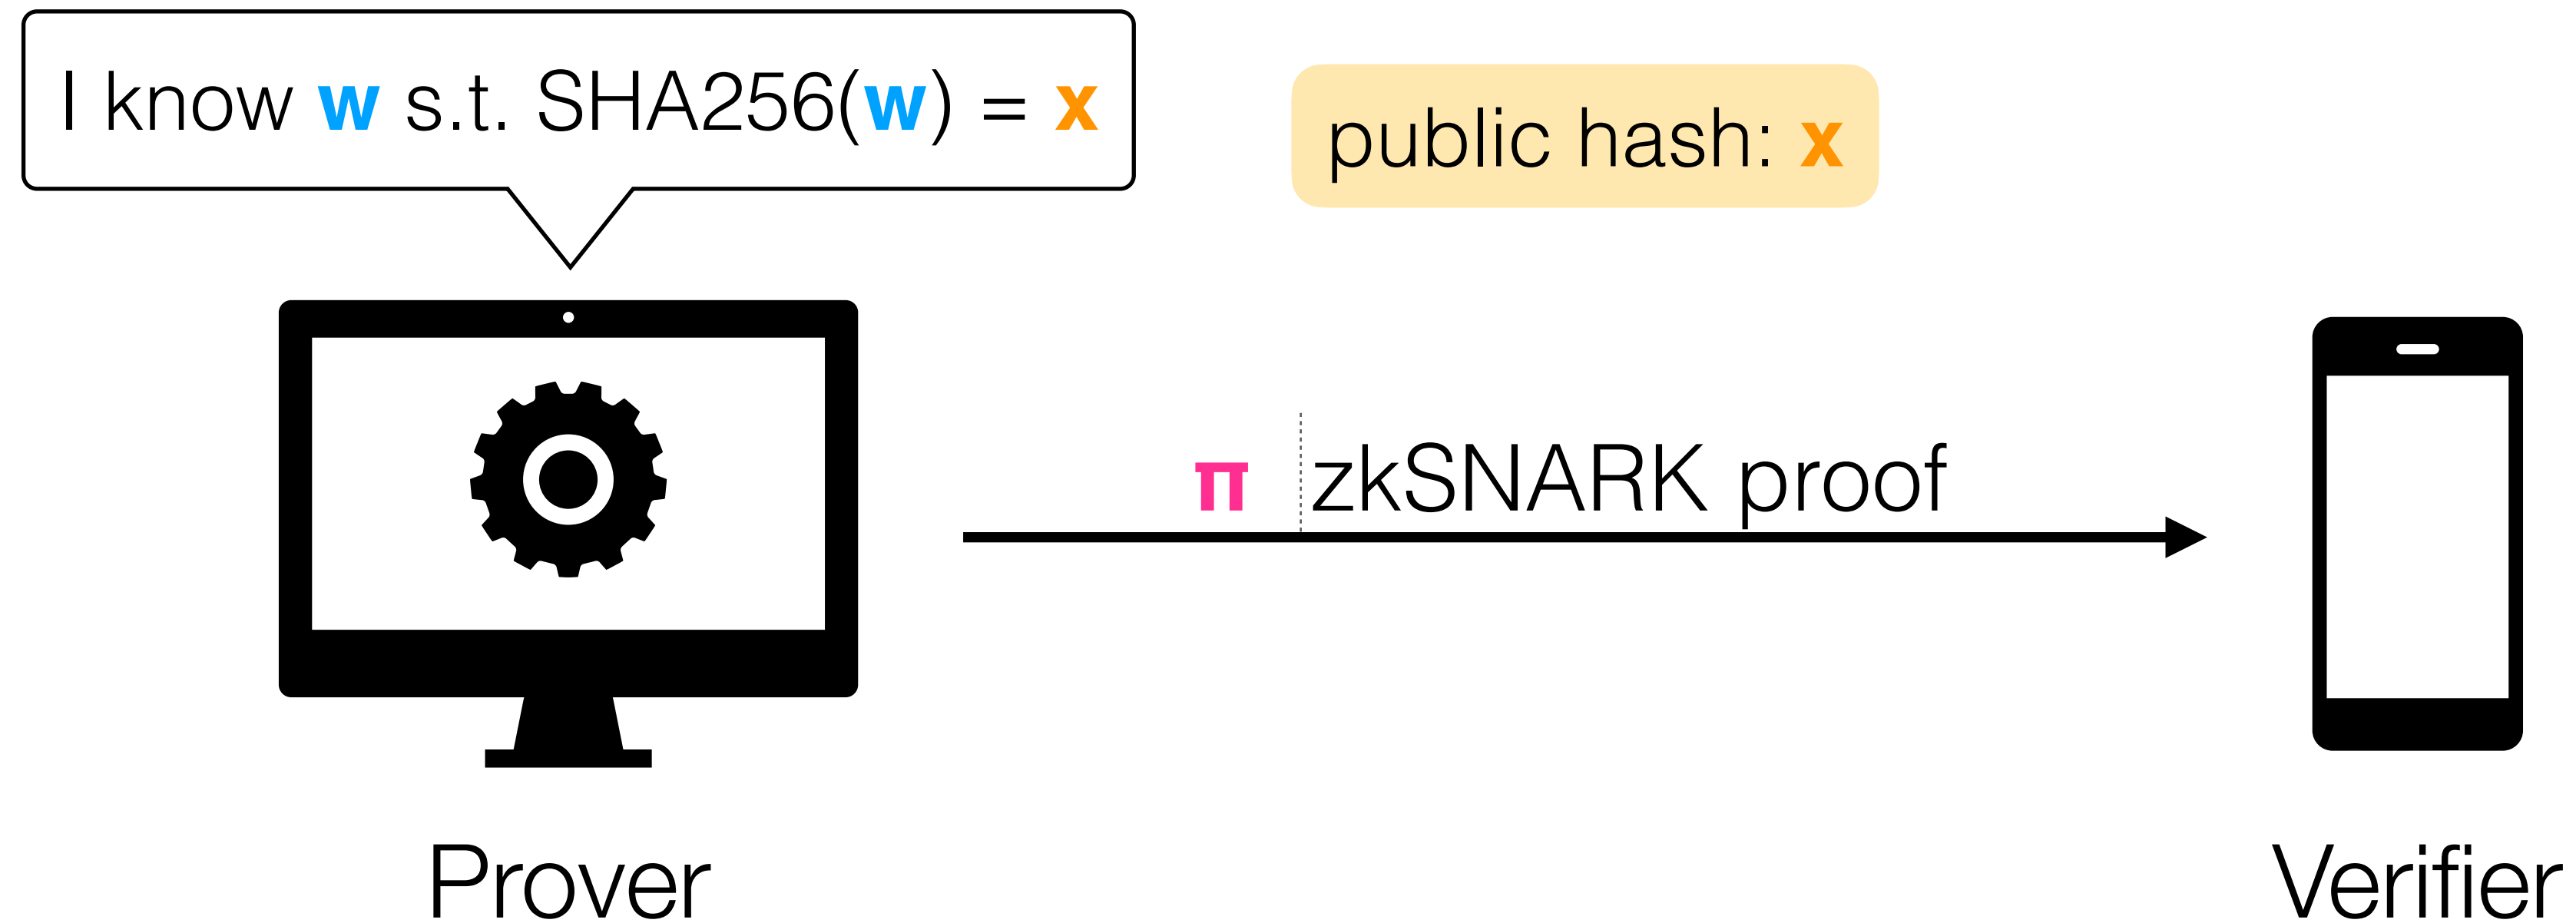 I know w s.t. SHA256(w) = x
public hash: x
π zkSNARK proof
Prover
Verifier